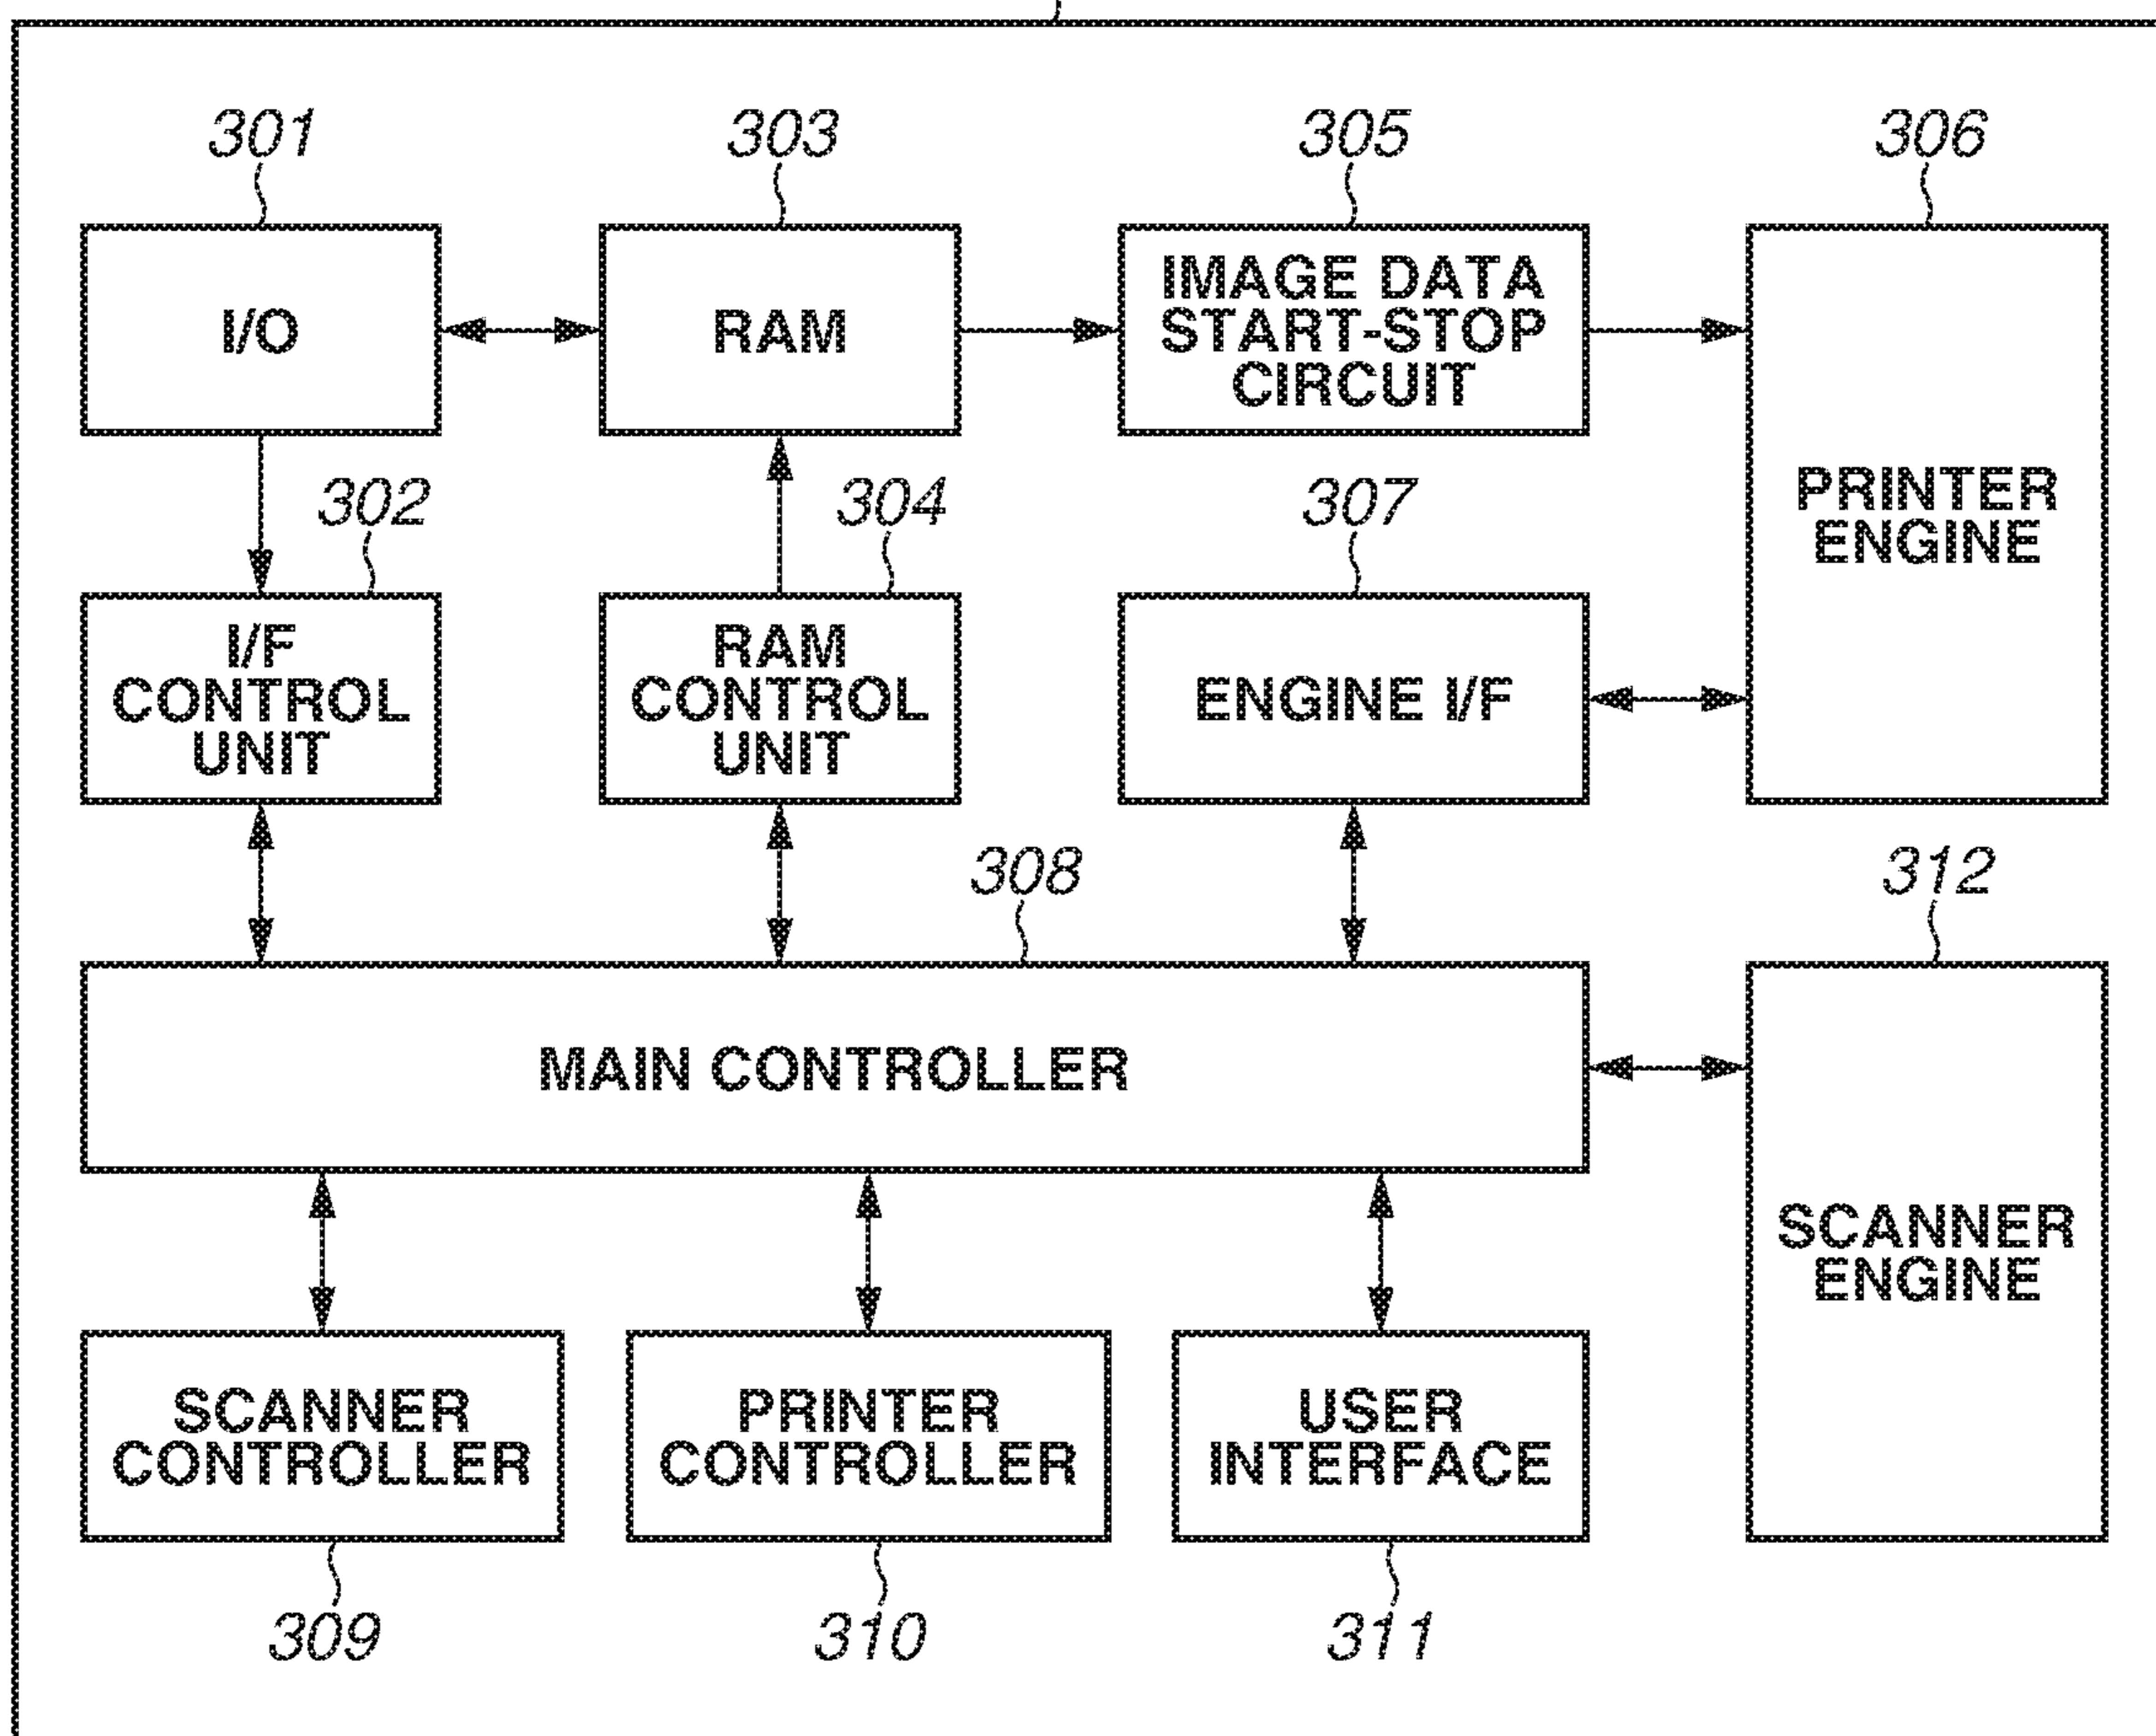 301
303
305
306
I/O
RAM
IMAGE DATA
START-STOP
CIRCUIT
PRINTER
ENGINE
302
304
307
I/F
CONTROL
UNIT
RAM
CONTROL
UNIT
ENGINE I/F
308
312
MAIN CONTROLLER
SCANNER
ENGINE
SCANNER
CONTROLLER
PRINTER
CONTROLLER
USER
INTERFACE
309
310
311